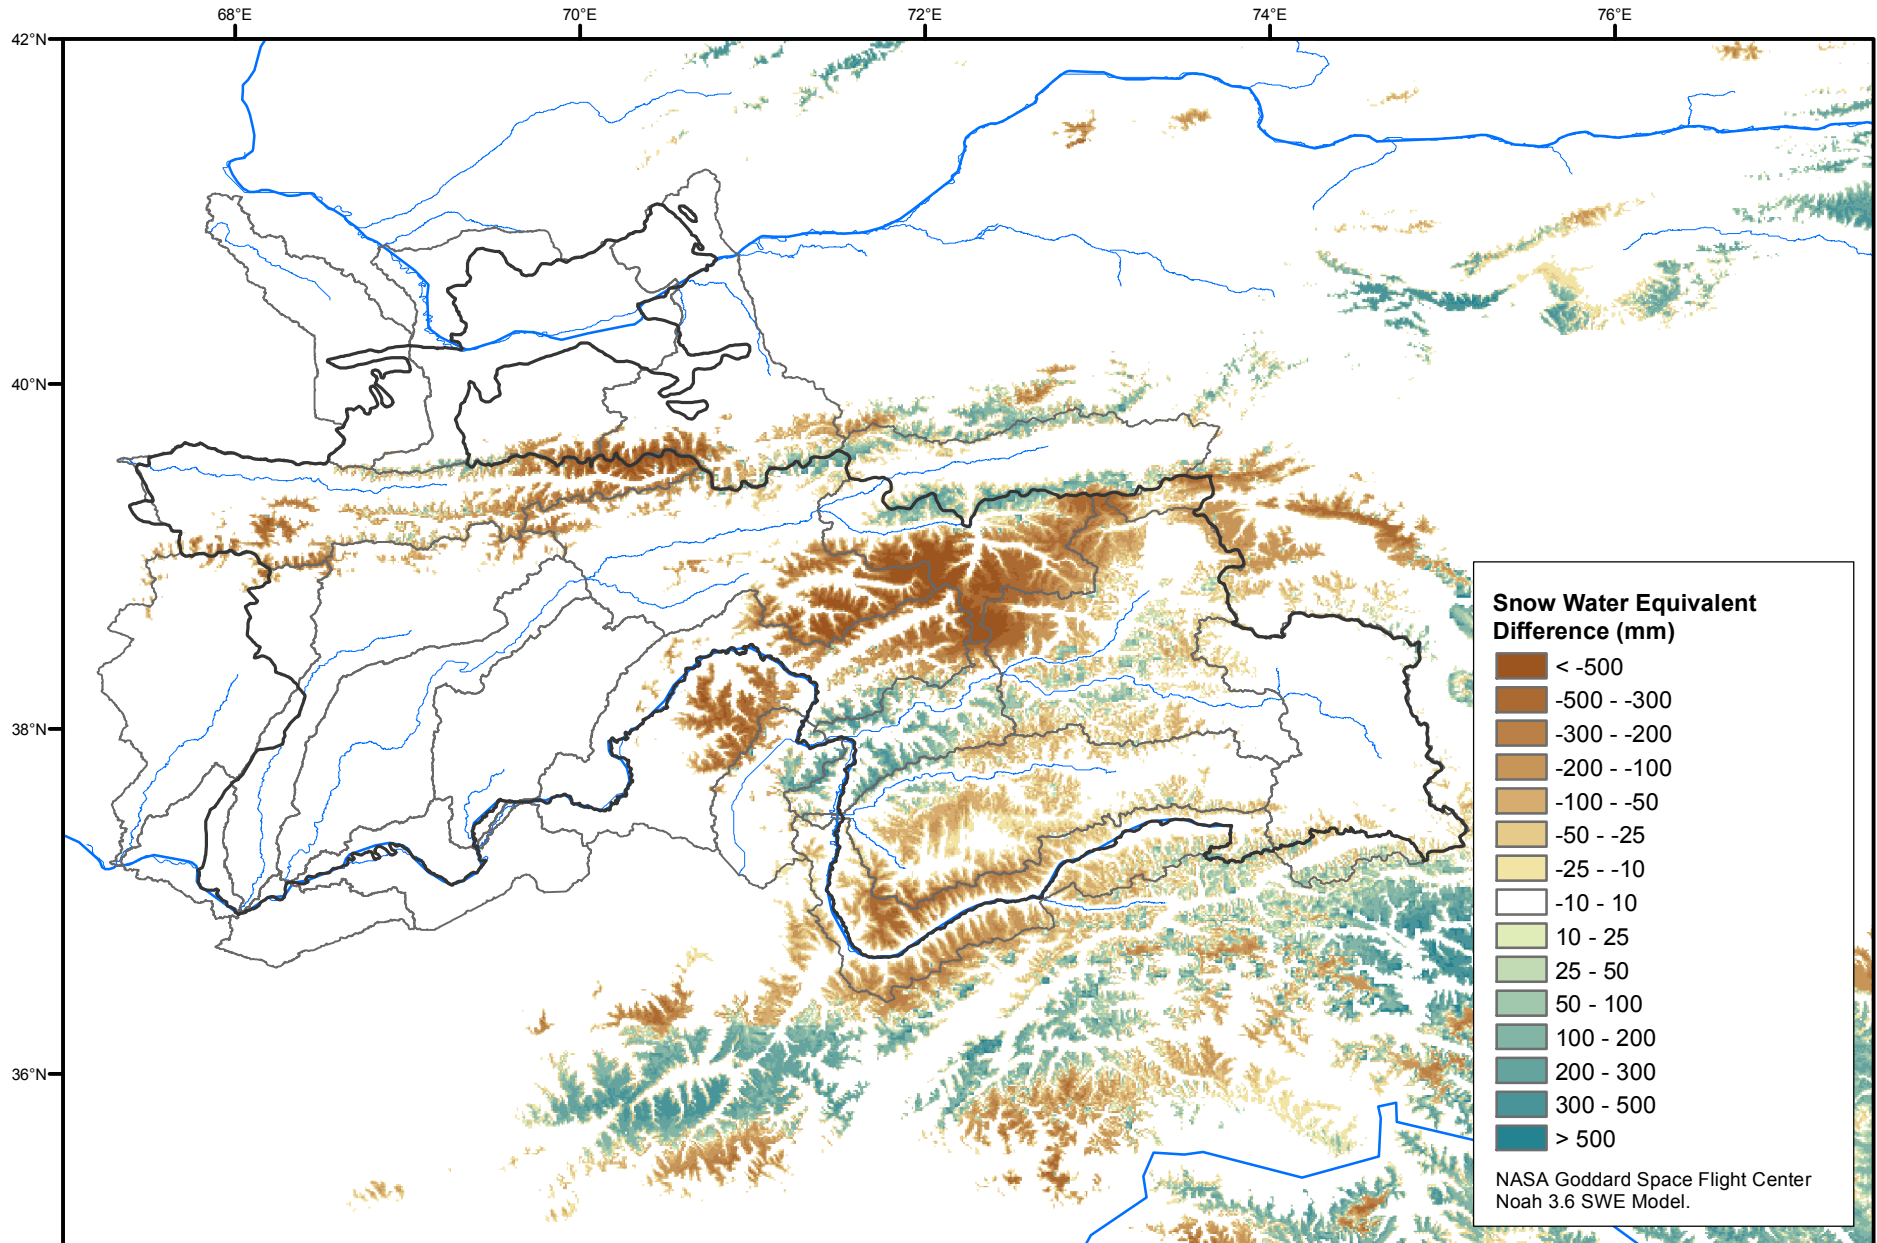 68°E
70°E
72°E
74°E
76°E
42°N
40°N
38°N
36°N
Snow Water Equivalent
Difference (mm)
< -500
-500 - -300
-300 - -200
-200 - -100
-100 - -50
-50 - -25
-25 - -10
-10 - 10
10 - 25
25 - 50
50 - 100
100 - 200
200 - 300
300 - 500
> 500
NASA Goddard Space Flight Center
Noah 3.6 SWE Model.